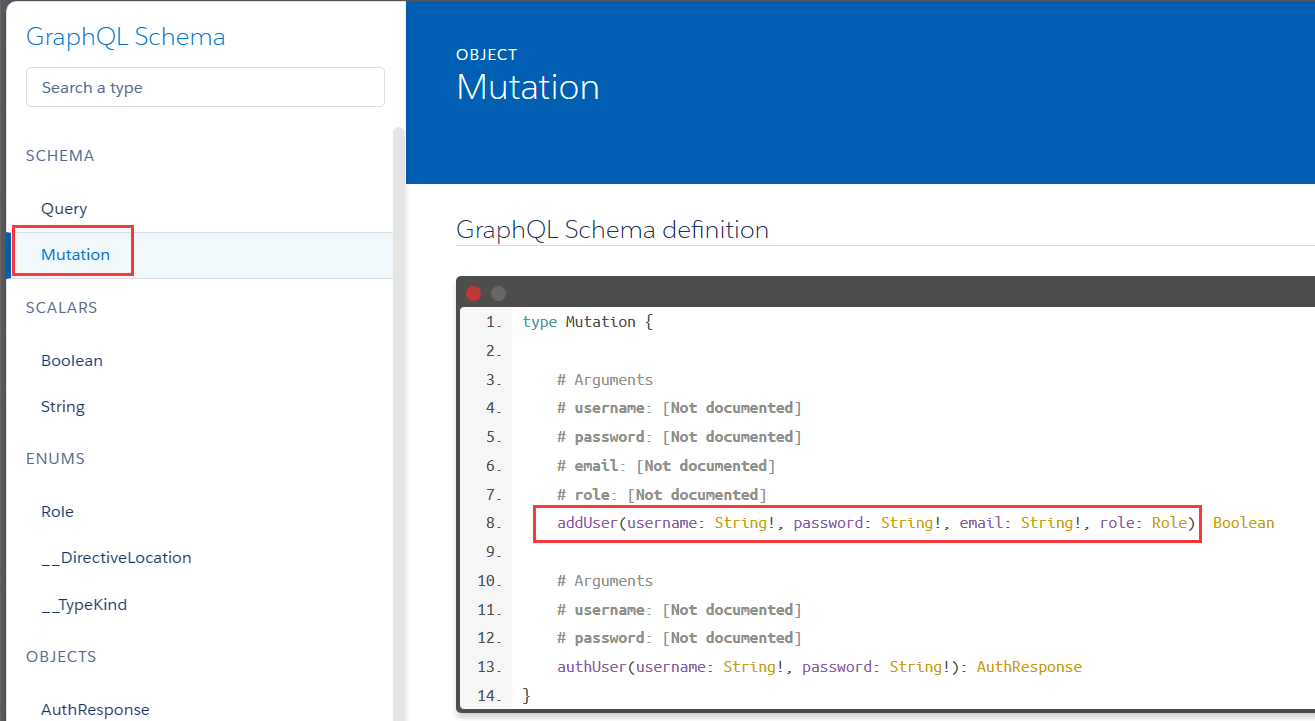 GraphQL Schema
Search a type
SCHEMA
Query
Mutation
SCALARS
Boolean
String
ENUMS
Role
__DirectiveLocation
__TypeKind
OBJECTS
AuthResponse
OBJECT
Mutation
GraphQL Schema definition
1. type Mutation {
2.
3. # Arguments
4. # username: [Not documented]
5. # password: [Not documented]
6. # email: [Not documented]
7. # role: [Not documented]
8. addUser(username: String!, password: String!, email: String!, role: Role) Boolean
9.
10. # Arguments
11. # username: [Not documented]
12. # password: [Not documented]
13. authUser(username: String!, password: String!): AuthResponse
14. }